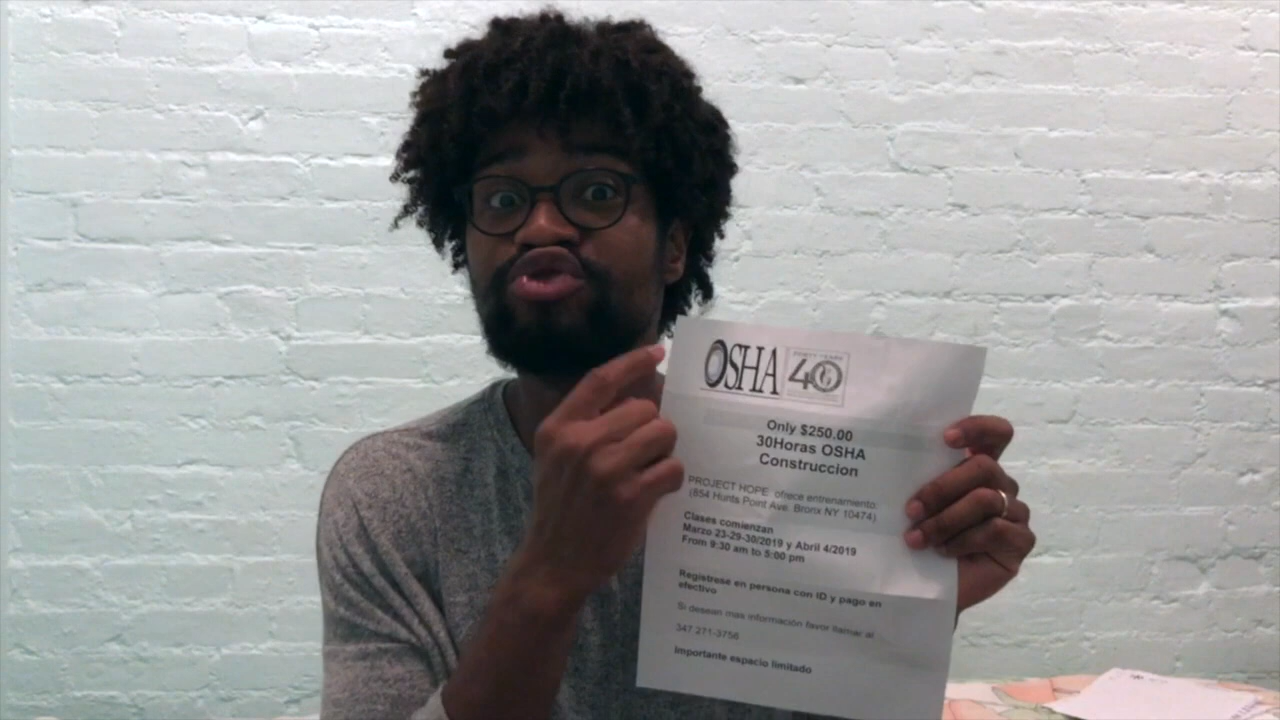 OSHA
FORTY YEARS
40
Only $250.00
30Horas OSHA
Construccion
PROJECT HOPE ofrece entrenamiento:
(854 Hunts Point Ave. Bronx NY 10474)
Clases comienzan
Marzo 23-29-30/2019 y Abril 4/2019
From 9:30 am to 5:00 pm
Registrese en persona con ID y pago en
efectivo
Si desean mas información favor llamar al
347 271-3756
Importante espacio limitado